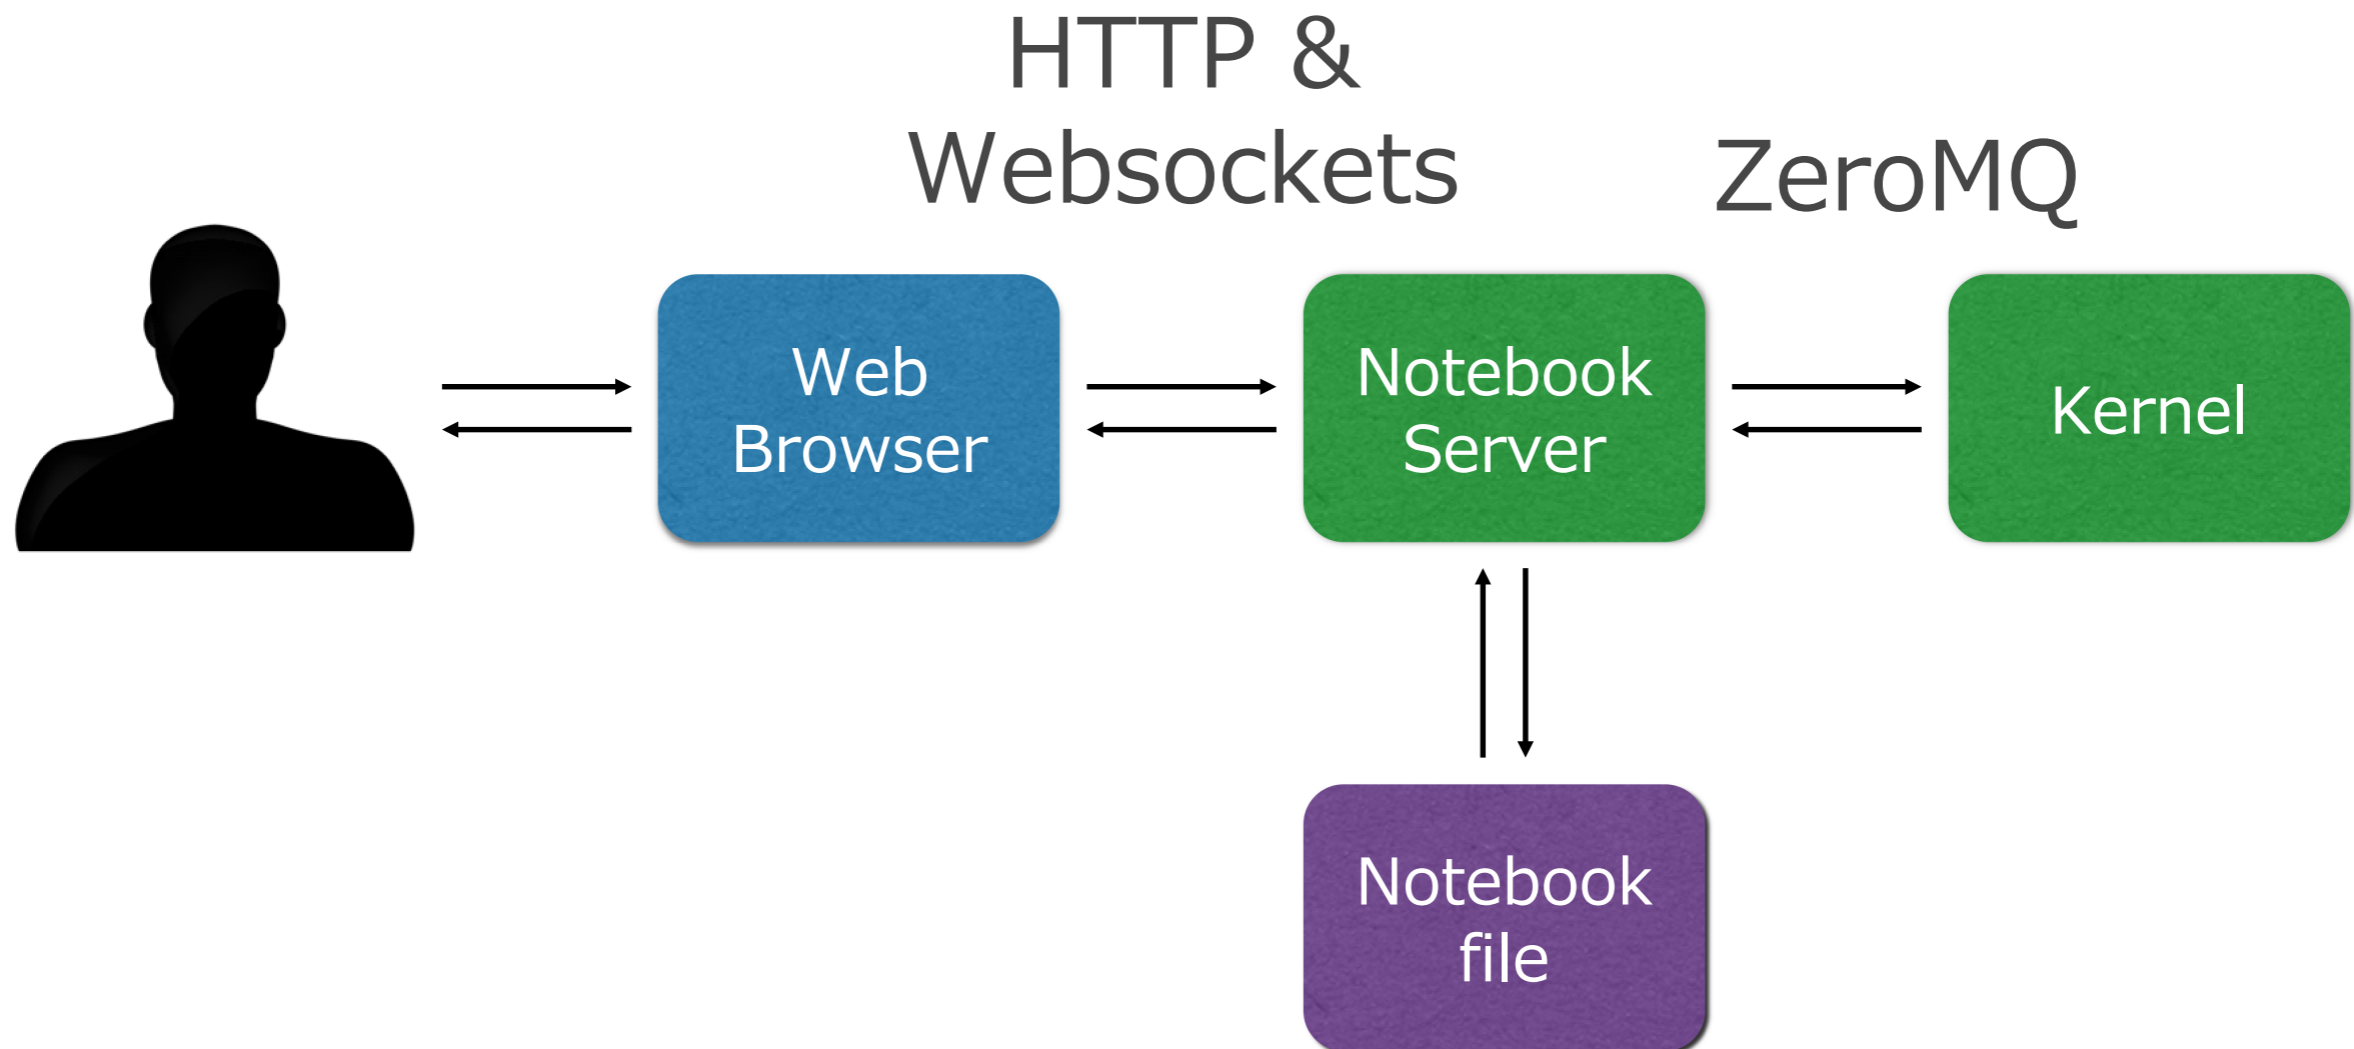 HTTP &
Websockets
ZeroMQ
Web
Browser
Notebook
Server
Kernel
Notebook
file